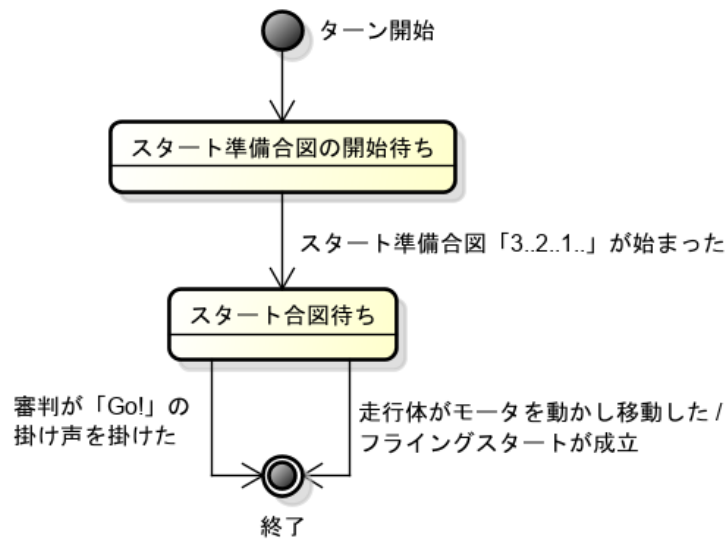 ターン開始
スタート準備合図の開始待ち
スタート準備合図「3..2..1..」が始まった
スタート合図待ち
審判が「Go!」の
掛け声を掛けた
走行体がモータを動かし移動した /
フライングスタートが成立
終了